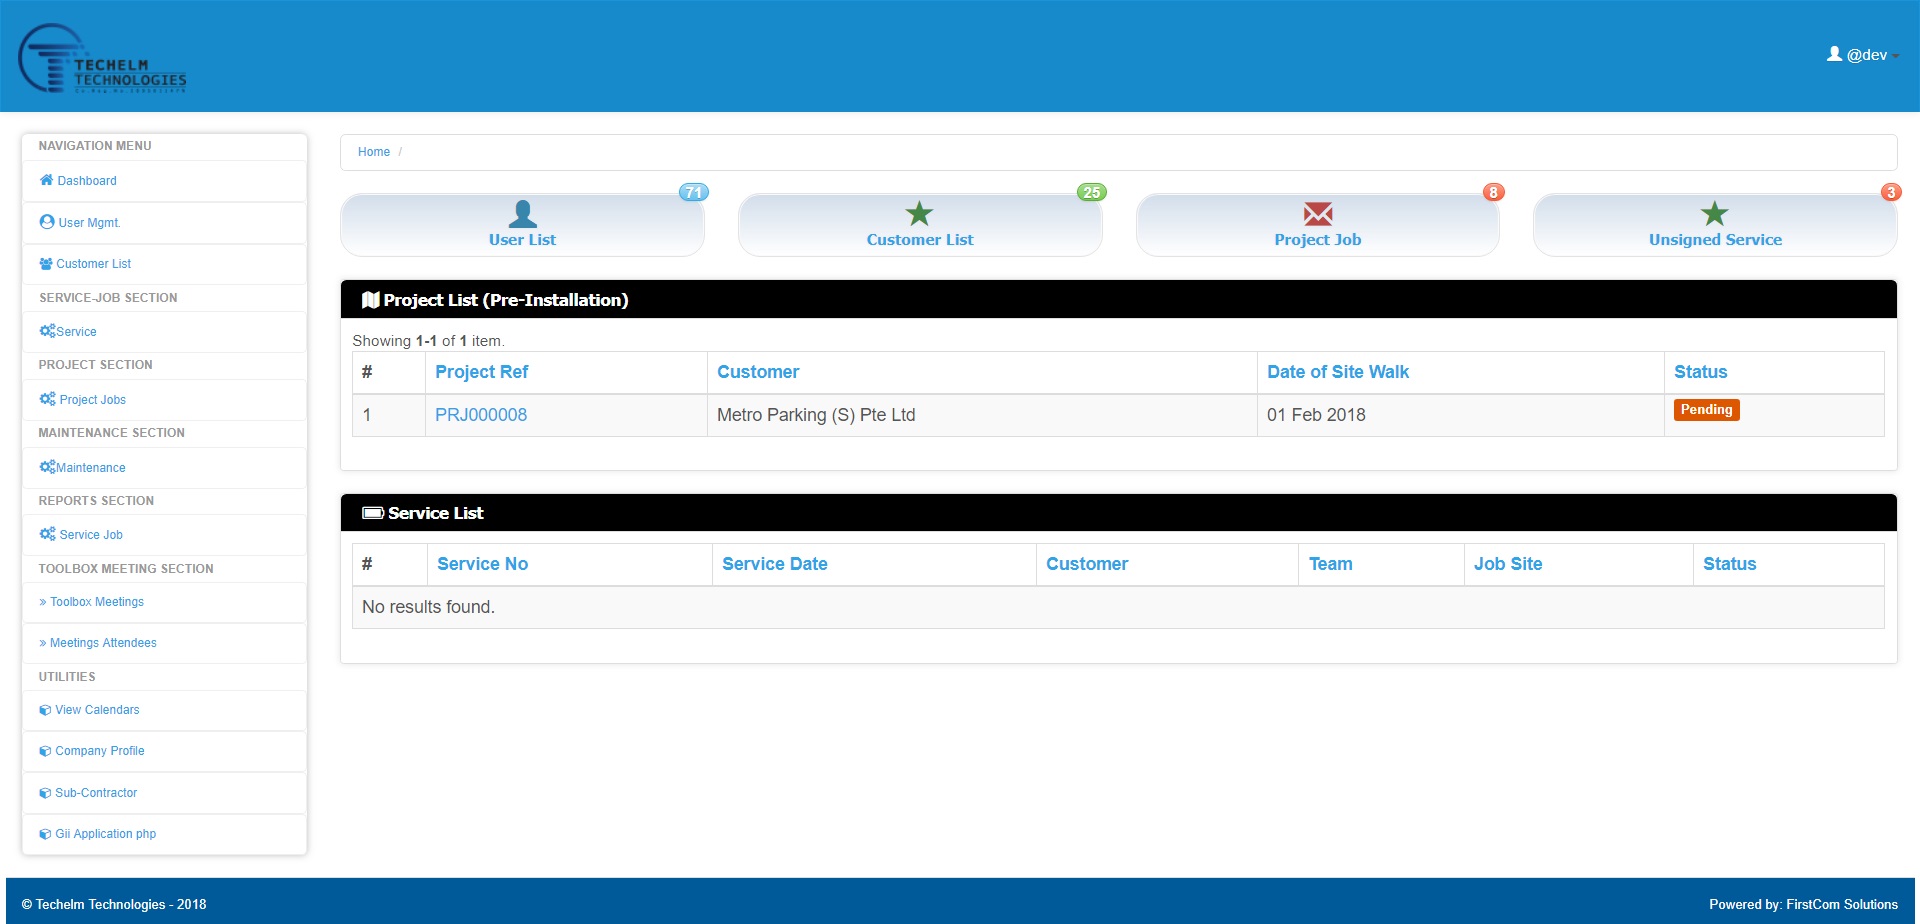 TECHELM
TECHNOLOGIES
@dev
NAVIGATION MENU
Dashboard
User Mgmt.
Customer List
SERVICE-JOB SECTION
Service
PROJECT SECTION
Project Jobs
MAINTENANCE SECTION
Maintenance
REPORTS SECTION
Service Job
TOOLBOX MEETING SECTION
» Toolbox Meetings
» Meetings Attendees
UTILITIES
View Calendars
Company Profile
Sub-Contractor
Gii Application php
Home /
71
User List
25
Customer List
8
Project Job
3
Unsigned Service
Project List (Pre-Installation)
Showing 1-1 of 1 item.
# Project Ref Customer Date of Site Walk Status
1 PRJ000008 Metro Parking (S) Pte Ltd 01 Feb 2018 Pending
Service List
# Service No Service Date Customer Team Job Site Status
No results found.
© Techelm Technologies - 2018
Powered by: FirstCom Solutions